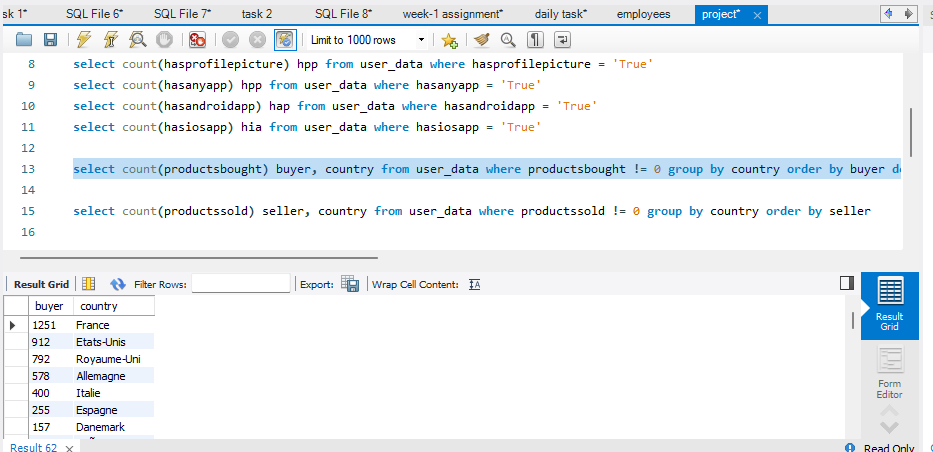 sk 1* SQL File 6* SQL File 7* task 2 SQL File 8* week-1 assignment* daily task* employees project*
Limit to 1000 rows
8 select count(hasprofilepicture) hpp from user_data where hasprofilepicture = 'True'
9 select count(hasanyapp) hpp from user_data where hasanyapp = 'True'
10 select count(hasandroidapp) hap from user_data where hasandroidapp = 'True'
11 select count(hasiosapp) hia from user_data where hasiosapp = 'True'
12
13 select count(productsbought) buyer, country from user_data where productsbought != 0 group by country order by buyer de
14
15 select count(productssold) seller, country from user_data where productssold != 0 group by country order by seller
16
Result Grid Filter Rows: Export: Wrap Cell Content:
buyer country
1251 France
912 Etats-Unis
792 Royaume-Uni
578 Allemagne
400 Italie
255 Espagne
157 Danemark
Result Grid
Form Editor
Result 62 Read Only